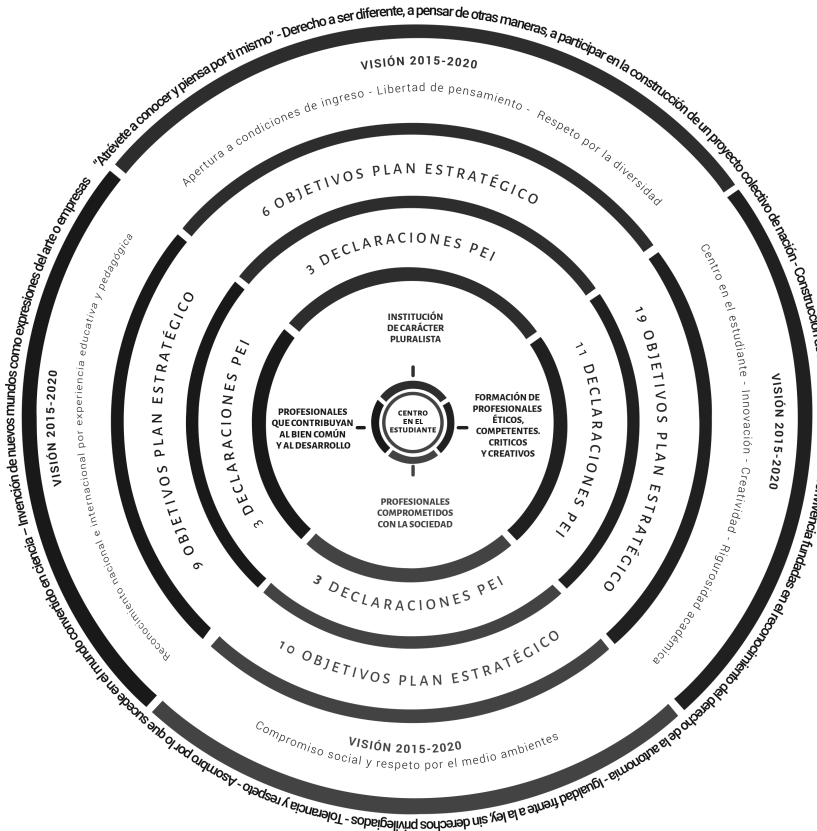 "Atrévete a conocer y piensa por ti mismo" - Derecho a ser diferente, a pensar de otras maneras, a participar en la construcción de un proyecto colectivo de nación - Construcción de
fundadas en el reconocimiento del derecho de la autonomía - Igualdad frente a la ley, sin derechos privilegiados - Tolerancia y respeto - Asombro por lo que sucede en el mundo convertido en ciencia – Invención de nuevos mundos como expresiones del arte o empresas
VISIÓN 2015-2020
Apertura a condiciones de ingreso - Libertad de pensamiento - Respeto por la diversidad
6 OBJETIVOS PLAN ESTRATÉGICO
3 DECLARACIONES PEI
INSTITUCIÓN
DE CARÁCTER
PLURALISTA
VISIÓN 2015-2020
Centro en el estudiante - Innovación - Creatividad - Rigurosidad académica
19 OBJETIVOS PLAN ESTRATÉGICO
11 DECLARACIONES PEI
FORMACIÓN DE
PROFESIONALES
ÉTICOS,
COMPETENTES.
CRITICOS
Y CREATIVOS
VISIÓN 2015-2020
Compromiso social y respeto por el medio ambientes
10 OBJETIVOS PLAN ESTRATÉGICO
3 DECLARACIONES PEI
PROFESIONALES
COMPROMETIDOS
CON LA SOCIEDAD
VISIÓN 2015-2020
Reconocimiento nacional e internacional por experiencia educativa y pedagógica
9 OBJETIVOS PLAN ESTRATÉGICO
3 DECLARACIONES PEI
PROFESIONALES
QUE CONTRIBUYAN
AL BIEN COMÚN
Y AL DESARROLLO
CENTRO
EN EL
ESTUDIANTE